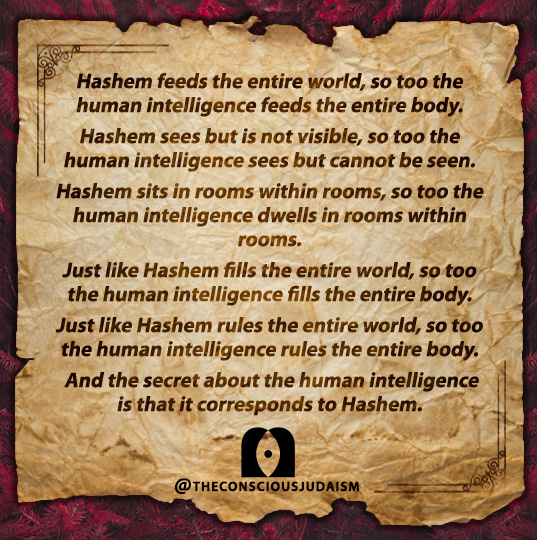 Hashem feeds the entire world, so too the
human intelligence feeds the entire body.
Hashem sees but is not visible, so too the
human intelligence sees but cannot be seen.
Hashem sits in rooms within rooms, so too the
human intelligence dwells in rooms within
rooms.
Just like Hashem fills the entire world, so too
the human intelligence fills the entire body.
Just like Hashem rules the entire world, so too
the human intelligence rules the entire body.
And the secret about the human intelligence
is that it corresponds to Hashem.
@THECONSCIOUSJUDAISM